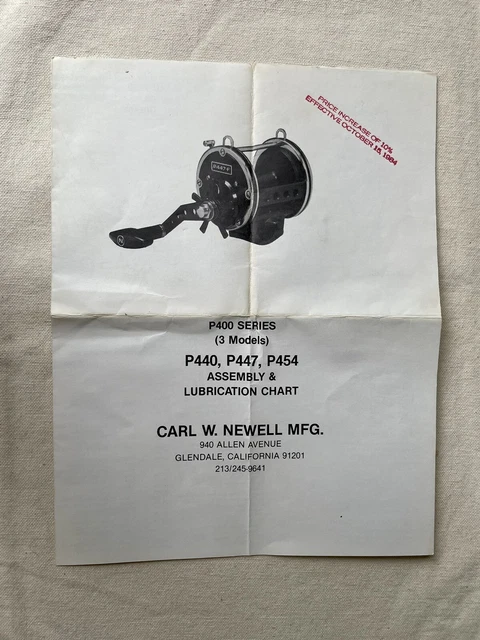 PRICE INCREASE OF 10%
EFFECTIVE OCTOBER 15, 1984
P400 SERIES
(3 Models)
P440, P447, P454
ASSEMBLY &
LUBRICATION CHART
CARL W. NEWELL MFG.
940 ALLEN AVENUE
GLENDALE, CALIFORNIA 91201
213/245-9641